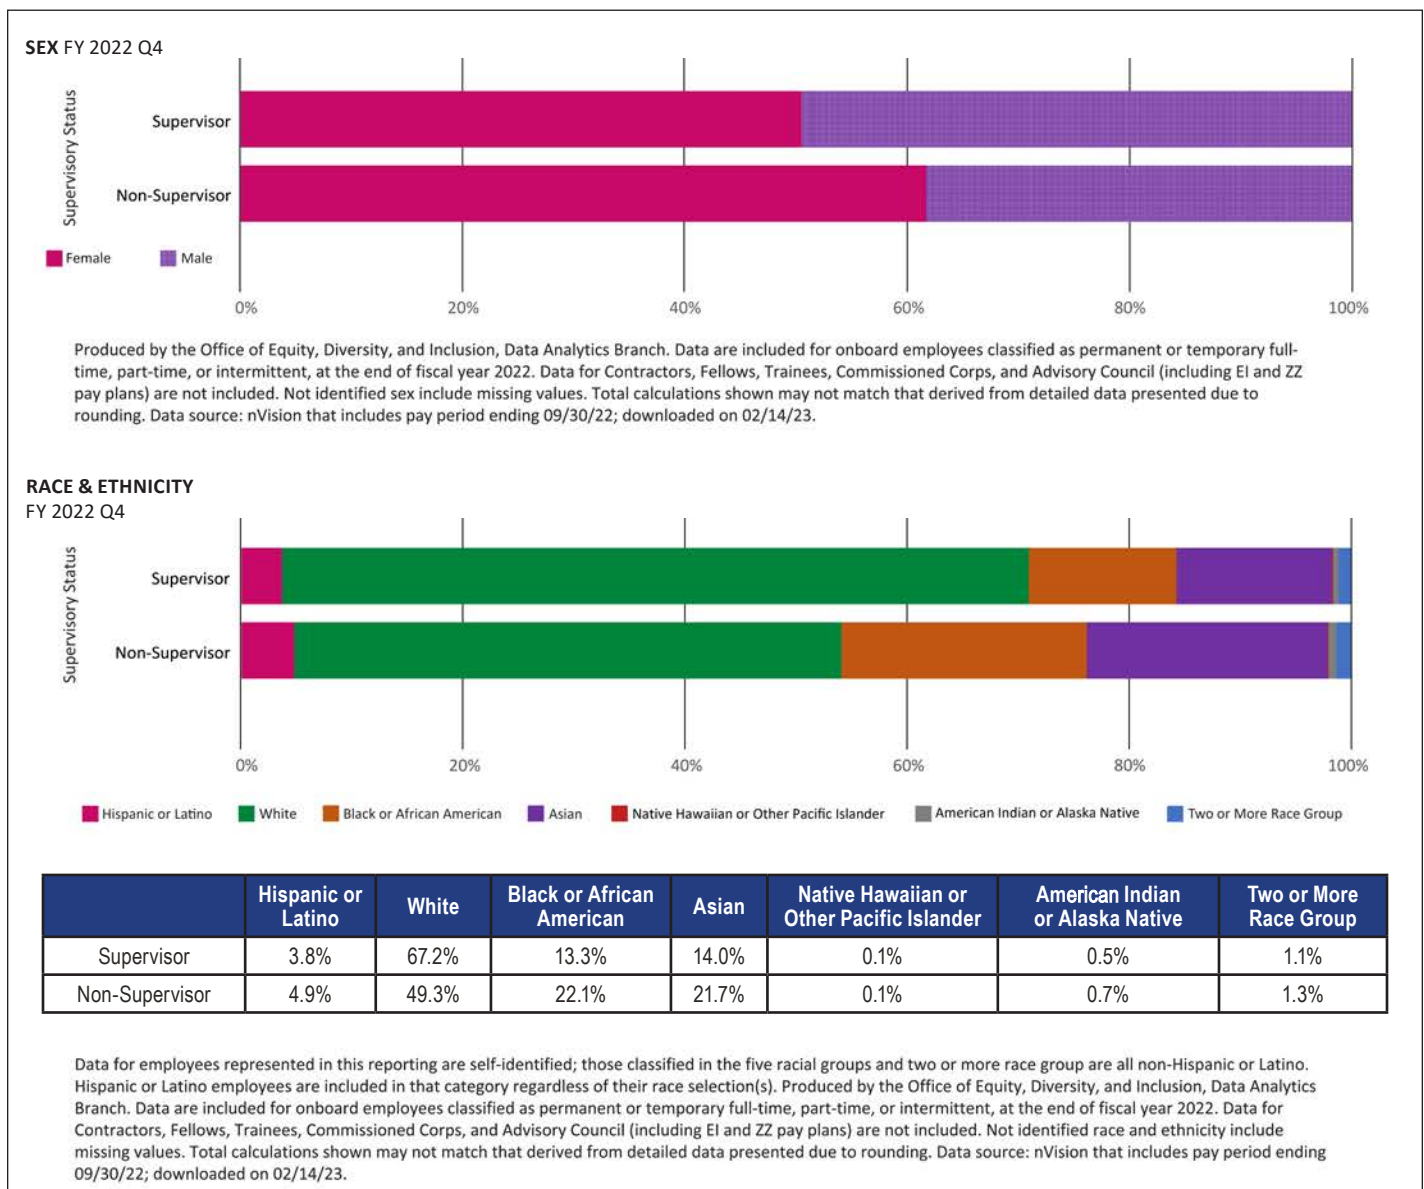 SEX FY 2022 Q4
Supervisory Status
Supervisor
Non-Supervisor
Female Male
0% 20% 40% 60% 80% 100%
Produced by the Office of Equity, Diversity, and Inclusion, Data Analytics Branch. Data are included for onboard employees classified as permanent or temporary full-
time, part-time, or intermittent, at the end of fiscal year 2022. Data for Contractors, Fellows, Trainees, Commissioned Corps, and Advisory Council (including EI and ZZ
pay plans) are not included. Not identified sex include missing values. Total calculations shown may not match that derived from detailed data presented due to
rounding. Data source: nVision that includes pay period ending 09/30/22; downloaded on 02/14/23.
RACE & ETHNICITY
FY 2022 Q4
Supervisory Status
Supervisor
Non-Supervisor
0% 20% 40% 60% 80% 100%
Hispanic or Latino White Black or African American Asian Native Hawaiian or Other Pacific Islander American Indian or Alaska Native Two or More Race Group
Hispanic or Latino White Black or African American Asian Native Hawaiian or Other Pacific Islander American Indian or Alaska Native Two or More Race Group
Supervisor 3.8% 67.2% 13.3% 14.0% 0.1% 0.5% 1.1%
Non-Supervisor 4.9% 49.3% 22.1% 21.7% 0.1% 0.7% 1.3%
Data for employees represented in this reporting are self-identified; those classified in the five racial groups and two or more race group are all non-Hispanic or Latino.
Hispanic or Latino employees are included in that category regardless of their race selection(s). Produced by the Office of Equity, Diversity, and Inclusion, Data Analytics
Branch. Data are included for onboard employees classified as permanent or temporary full-time, part-time, or intermittent, at the end of fiscal year 2022. Data for
Contractors, Fellows, Trainees, Commissioned Corps, and Advisory Council (including EI and ZZ pay plans) are not included. Not identified race and ethnicity include
missing values. Total calculations shown may not match that derived from detailed data presented due to rounding. Data source: nVision that includes pay period ending
09/30/22; downloaded on 02/14/23.